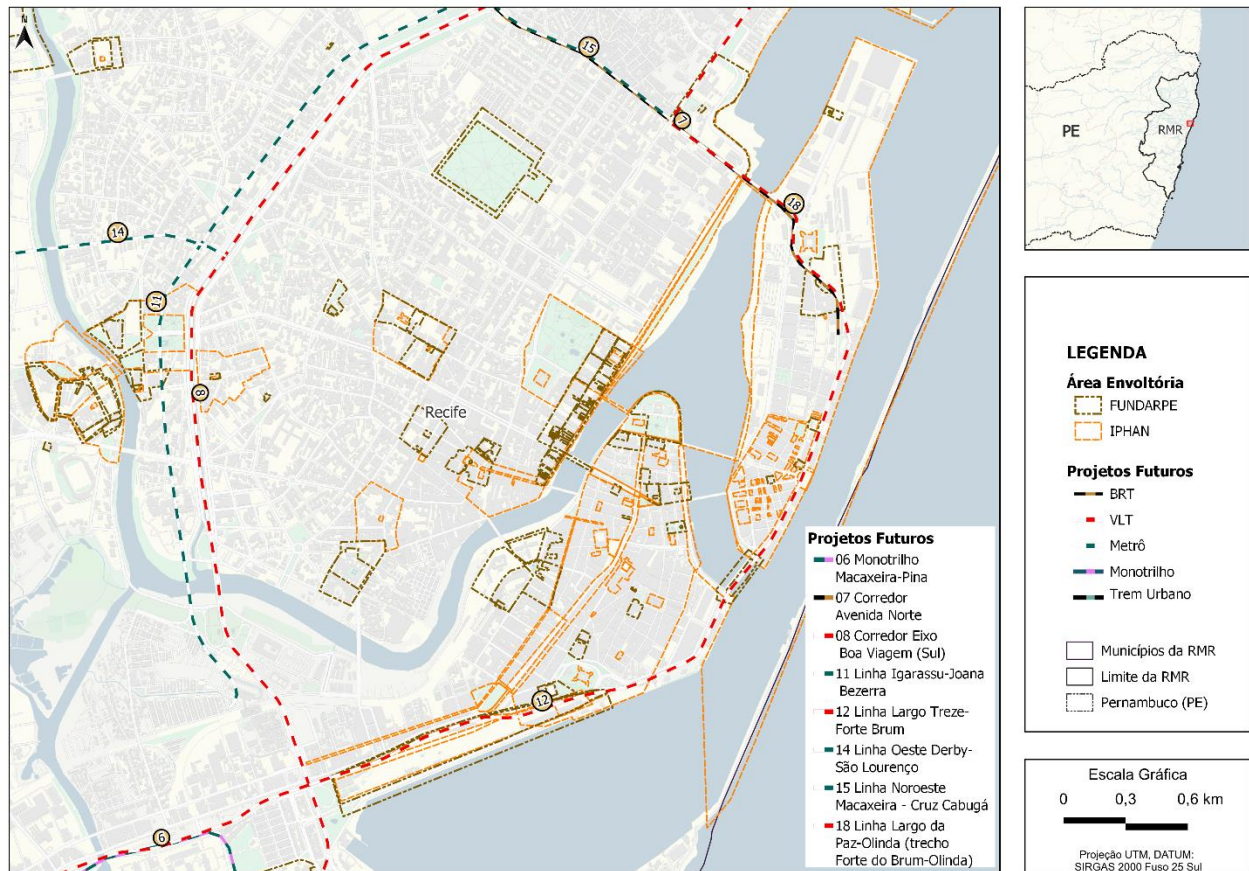 N
15
7
18
14
11
8
Recife
12
6
Projetos Futuros
06 Monotrilho
Macaxeira-Pina
07 Corredor
Avenida Norte
08 Corredor Eixo
Boa Viagem (Sul)
11 Linha Igarassu-Joana
Bezerra
12 Linha Largo Treze-
Forte Brum
14 Linha Oeste Derby-
São Lourenço
15 Linha Noroeste
Macaxeira - Cruz Cabugá
18 Linha Largo da
Paz-Olinda (trecho
Forte do Brum-Olinda)
PE
RMR
LEGENDA
Área Envoltória
FUNDARPE
IPHAN
Projetos Futuros
BRT
VLT
Metrô
Monotrilho
Trem Urbano
Municípios da RMR
Limite da RMR
Pernambuco (PE)
Escala Gráfica
0 0,3 0,6 km
Projeção UTM, DATUM:
SIRGAS 2000 Fuso 25 Sul